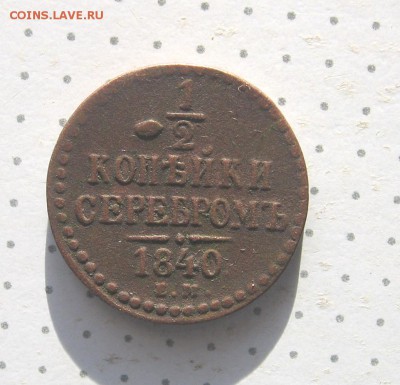 COINS.LAVE.RU
1
2
КОПѢЙКИ
СЕРЕБРОМЪ
1840
Е.М